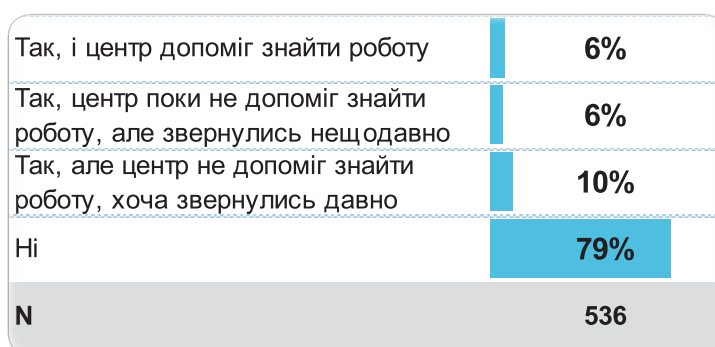 Так, і центр допоміг знайти роботу 6%
Так, центр поки не допоміг знайти
роботу, але звернулись нещодавно 6%
Так, але центр не допоміг знайти
роботу, хоча звернулись давно 10%
Ні 79%
N 536